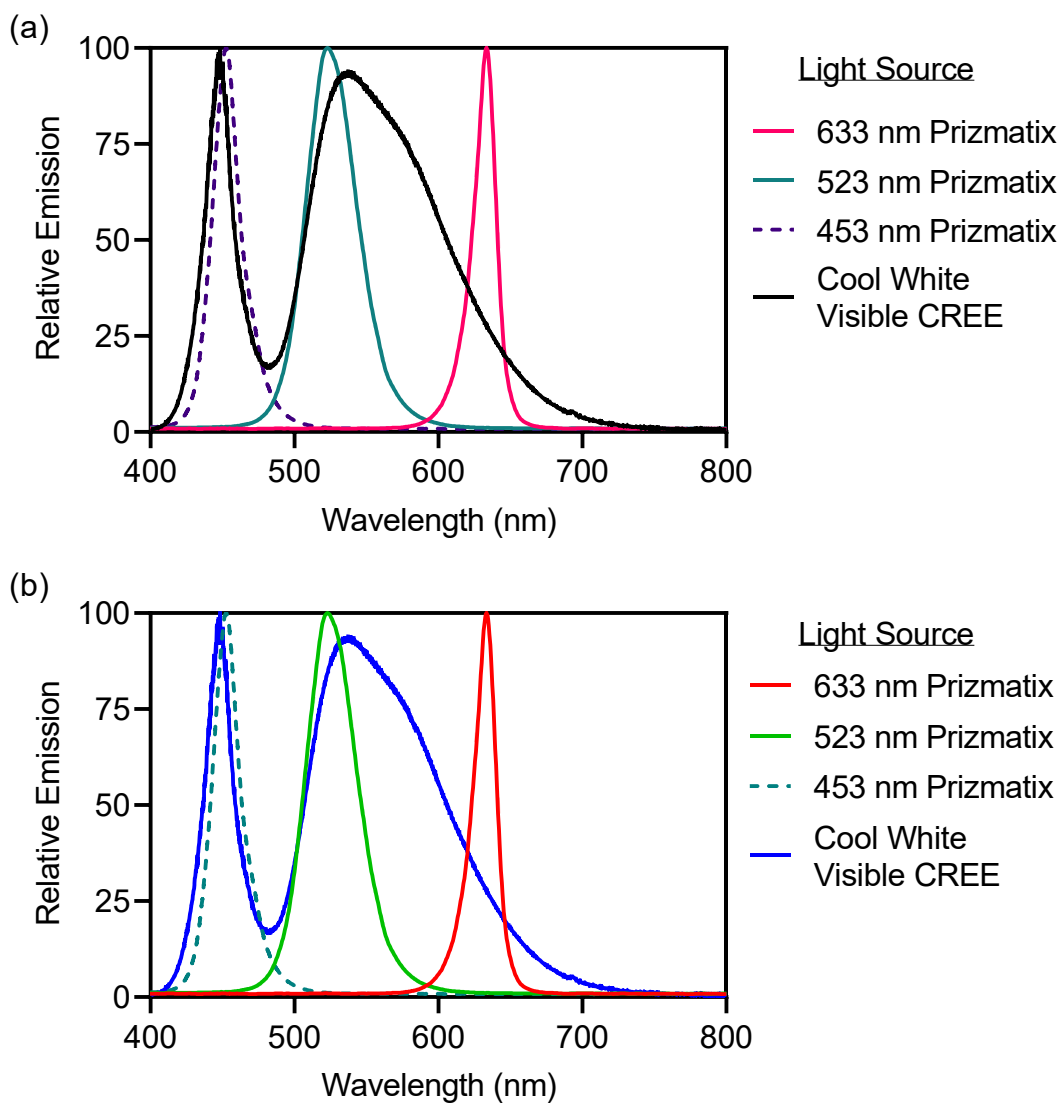 (a)
Relative Emission
100
75
50
25
0
400 500 600 700 800
Wavelength (nm)
Light Source
633 nm Prizmatix
523 nm Prizmatix
453 nm Prizmatix
Cool White
Visible CREE
(b)
Relative Emission
100
75
50
25
0
400 500 600 700 800
Wavelength (nm)
Light Source
633 nm Prizmatix
523 nm Prizmatix
453 nm Prizmatix
Cool White
Visible CREE